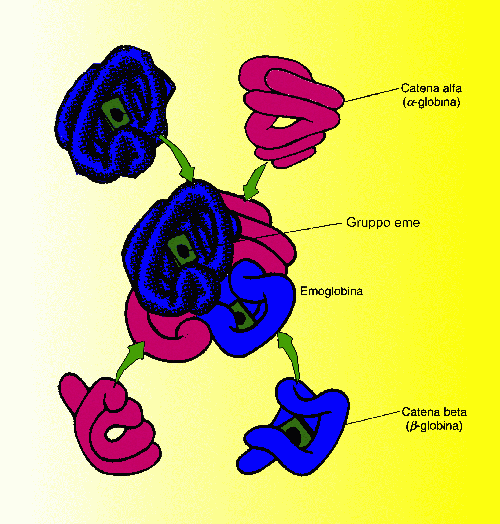 Catena alfa
(α-globina)
Gruppo eme
Emoglobina
Catena beta
(β-globina)